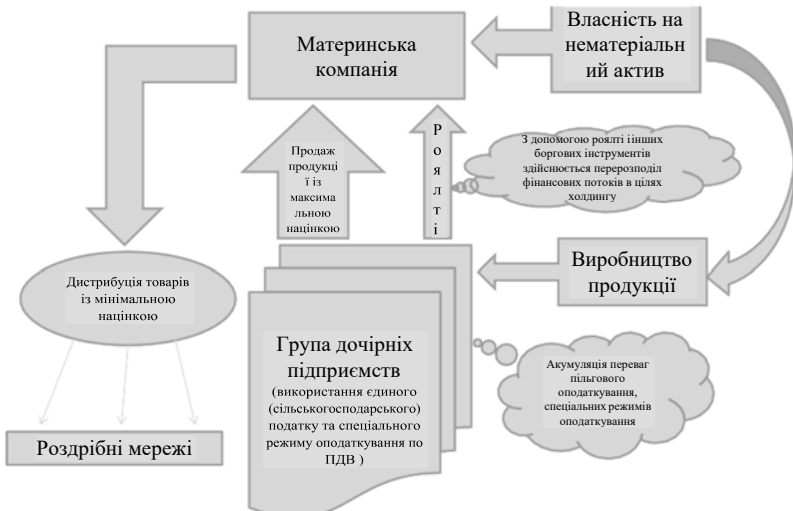 Материнська
компанія
Власність на
нематеріальн
ий актив
Продаж
продукці
ї із
максима
льною
націнкою
Р
о
я
л
т
і
З допомогою роялті іінших
боргових інструментів
здійснюється перерозподіл
фінансових потоків в цілях
холдингу
Дистрибуція товарів
із мінімальною
націнкою
Виробництво
продукції
Група дочірніх
підприємств
(використання єдиного
(сільськогосподарського)
податку та спеціального
режиму оподаткування по
ПДВ )
Акумуляція переваг
пільгового
оподаткування,
спеціальних режимів
оподаткування
Роздрібні мережі